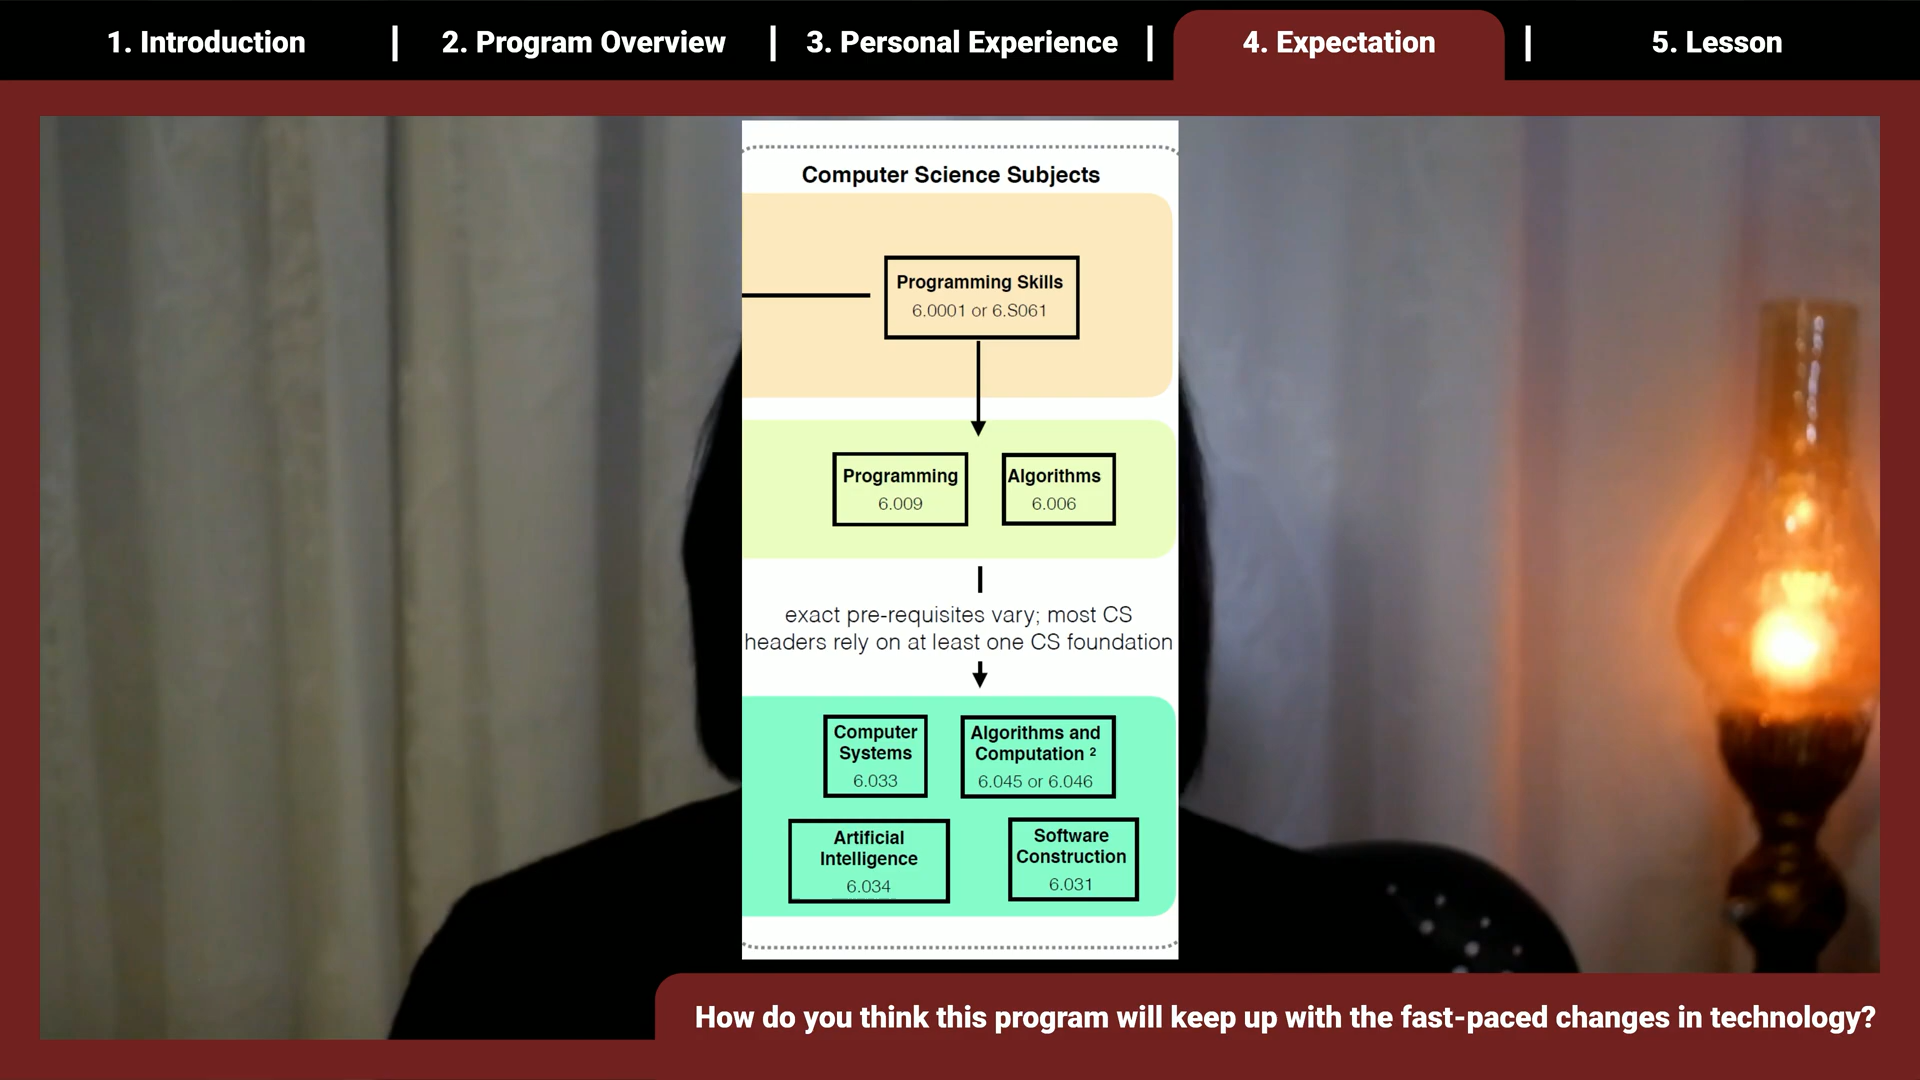 1. Introduction | 2. Program Overview | 3. Personal Experience | 4. Expectation | 5. Lesson
Computer Science Subjects
Programming Skills
6.0001 or 6.S061
Programming
6.009
Algorithms
6.006
exact pre-requisites vary; most CS
headers rely on at least one CS foundation
Computer
Systems
6.033
Algorithms and
Computation ²
6.045 or 6.046
Artificial
Intelligence
6.034
Software
Construction
6.031
How do you think this program will keep up with the fast-paced changes in technology?